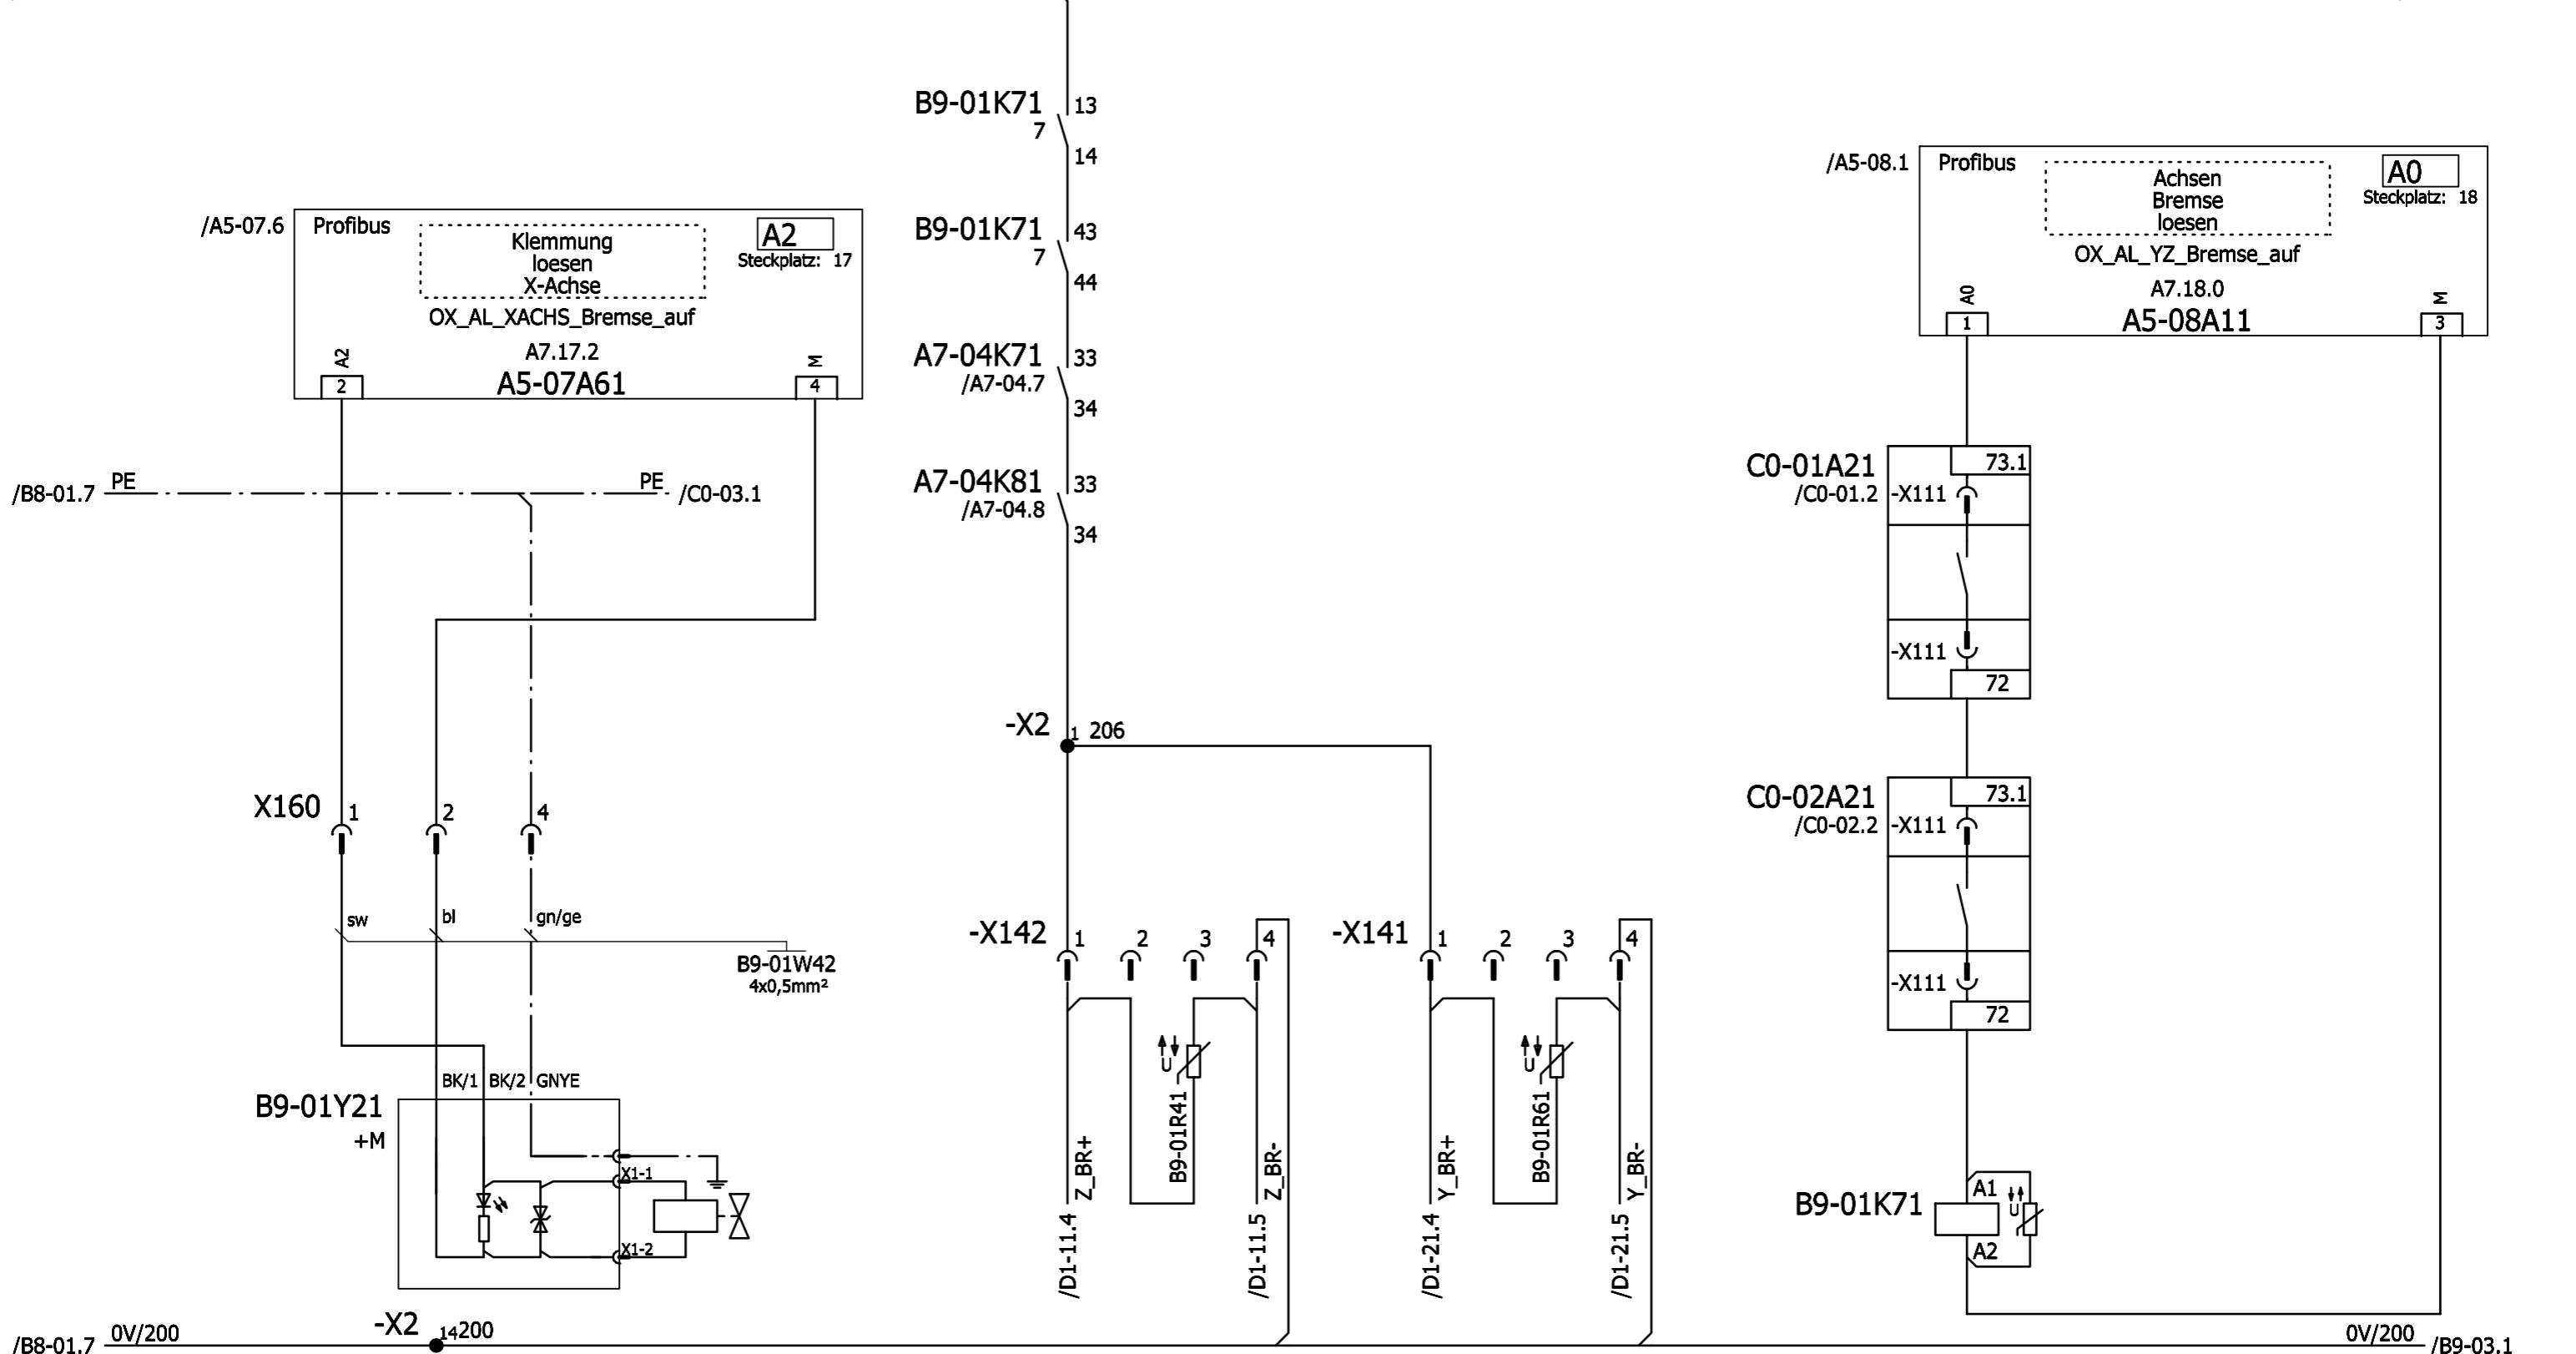 B9-01K71
7
13
14
B9-01K71
7
43
44
A7-04K71
/A7-04.7
33
34
A7-04K81
/A7-04.8
33
34
/A5-07.6
Profibus
Klemmung
loesen
X-Achse
A2
Steckplatz: 17
OX_AL_XACHS_Bremse_auf
A7.17.2
A5-07A61
A2
2
M
4
/B8-01.7
PE
PE
/C0-03.1
X160
1
2
4
sw
bl
gn/ge
B9-01W42
4x0,5mm²
BK/1
BK/2
GNYE
B9-01Y21
+M
X1-1
X1-2
-X2
1
206
-X142
1
2
3
4
-X141
1
2
3
4
U
B9-01R41
Z_BR+
Z_BR-
/D1-11.4
/D1-11.5
U
B9-01R61
Y_BR+
Y_BR-
/D1-21.4
/D1-21.5
/A5-08.1
Profibus
Achsen
Bremse
loesen
A0
Steckplatz: 18
OX_AL_YZ_Bremse_auf
A7.18.0
A5-08A11
A0
1
M
3
C0-01A21
/C0-01.2
73.1
-X111
-X111
72
C0-02A21
/C0-02.2
73.1
-X111
-X111
72
B9-01K71
A1
A2
U
-X2
14
200
/B8-01.7
0V/200
0V/200
/B9-03.1